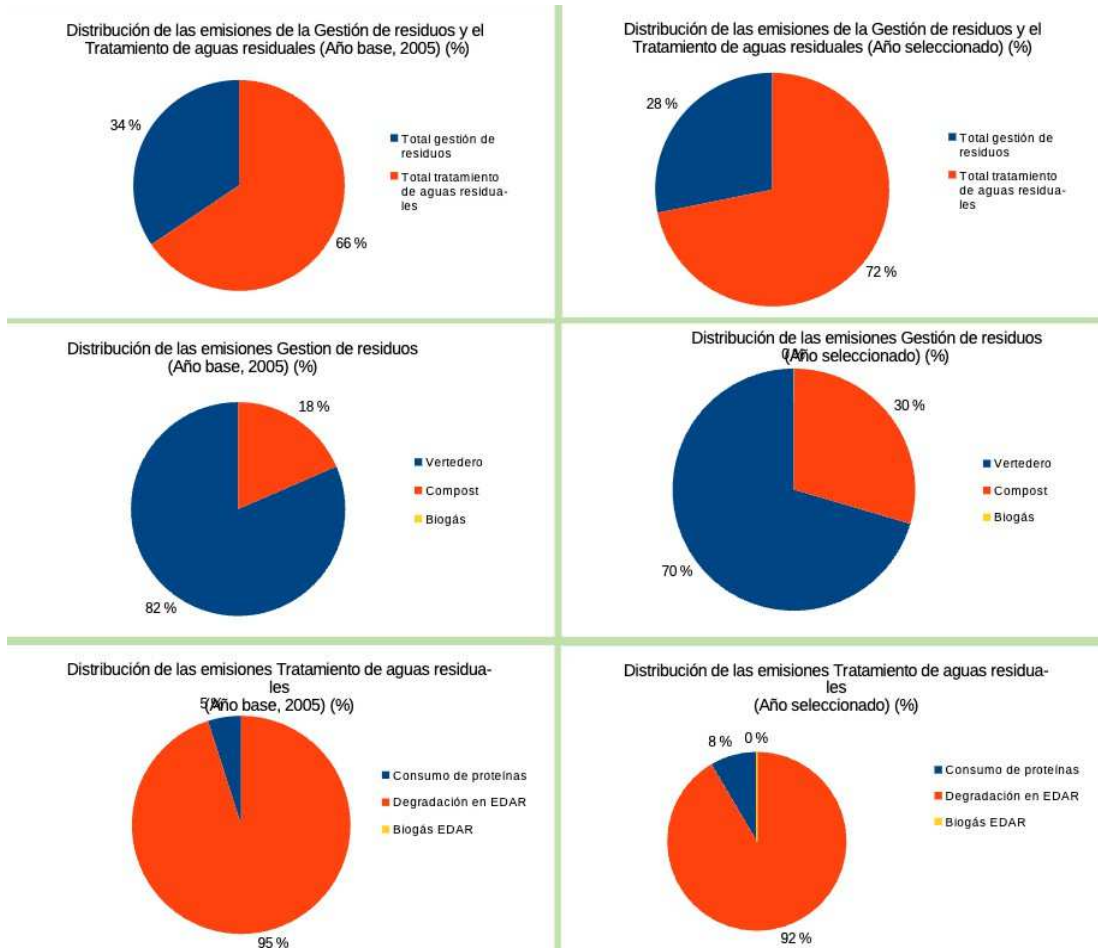 Distribución de las emisiones de la Gestión de residuos y el
Tratamiento de aguas residuales (Año base, 2005) (%)
34 %
66 %
Total gestión de
residuos
Total tratamiento
de aguas residua-
les
Distribución de las emisiones de la Gestión de residuos y el
Tratamiento de aguas residuales (Año seleccionado) (%)
28 %
72 %
Total gestión de
residuos
Total tratamiento
de aguas residua-
les
Distribución de las emisiones Gestion de residuos
(Año base, 2005) (%)
18 %
82 %
Vertedero
Compost
Biogás
Distribución de las emisiones Gestión de residuos
(Año seleccionado) (%)
0 %
30 %
70 %
Vertedero
Compost
Biogás
Distribución de las emisiones Tratamiento de aguas residua-
les
(Año base, 2005) (%)
5 %
95 %
Consumo de proteínas
Degradación en EDAR
Biogás EDAR
Distribución de las emisiones Tratamiento de aguas residua-
les
(Año seleccionado) (%)
8 %
0 %
92 %
Consumo de proteínas
Degradación en EDAR
Biogás EDAR